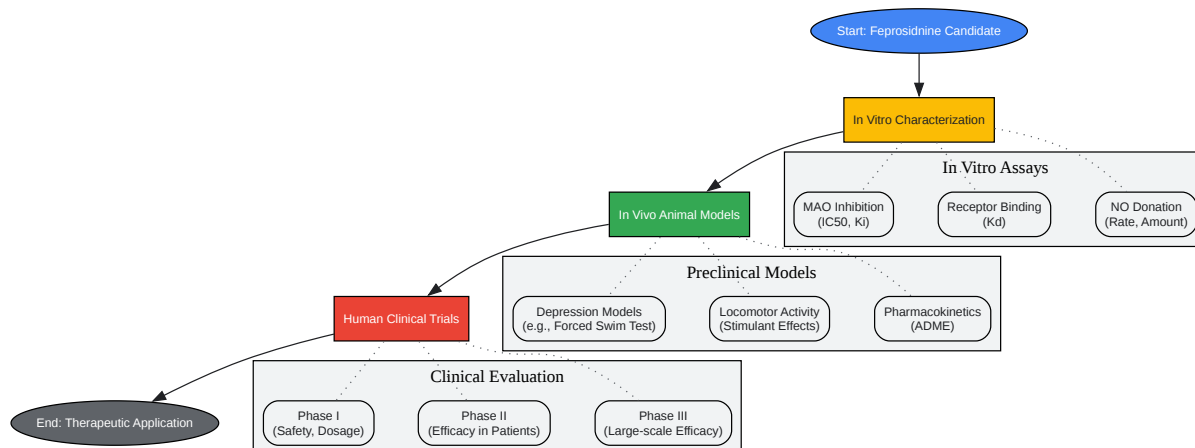 Start: Feprosidnine Candidate
In Vitro Characterization
In Vitro Assays
MAO Inhibition
(IC50, Ki)
Receptor Binding
(Kd)
NO Donation
(Rate, Amount)
In Vivo Animal Models
Preclinical Models
Depression Models
(e.g., Forced Swim Test)
Locomotor Activity
(Stimulant Effects)
Pharmacokinetics
(ADME)
Human Clinical Trials
Clinical Evaluation
Phase I
(Safety, Dosage)
Phase II
(Efficacy in Patients)
Phase III
(Large-scale Efficacy)
End: Therapeutic Application